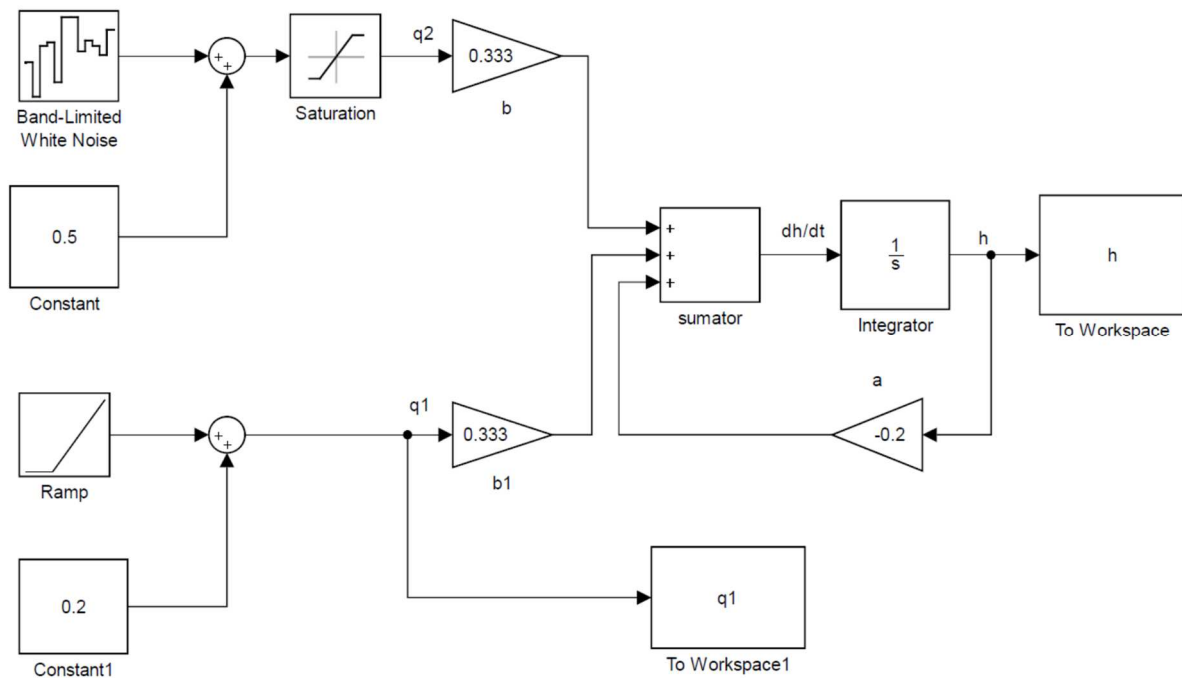 q2
0.333
b
+
+
Band-Limited
White Noise
Saturation
0.5
Constant
+
+
+
sumator
dh/dt
1
s
Integrator
h
h
To Workspace
a
-0.2
Ramp
+
+
q1
0.333
b1
0.2
Constant1
q1
To Workspace1